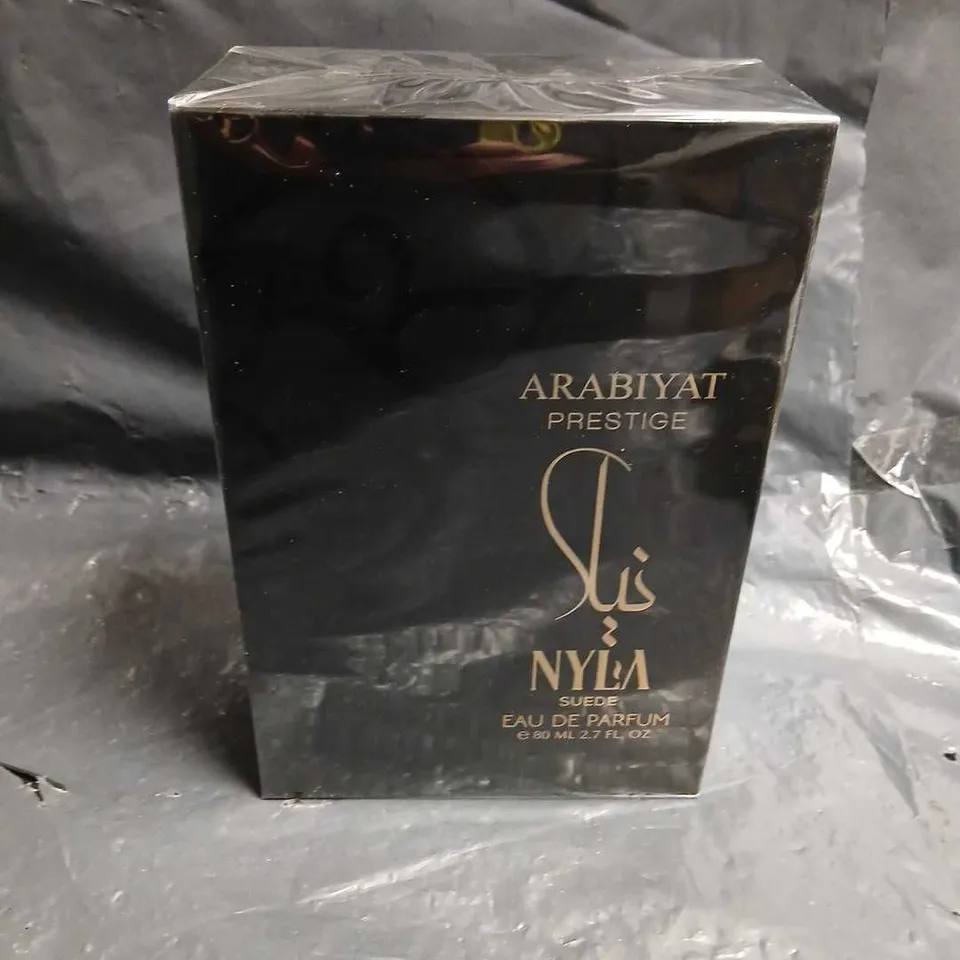 ARABIYAT
PRESTIGE
نيلا
NYLA
SUEDE
EAU DE PARFUM
℮ 80 ML 2.7 FL. OZ